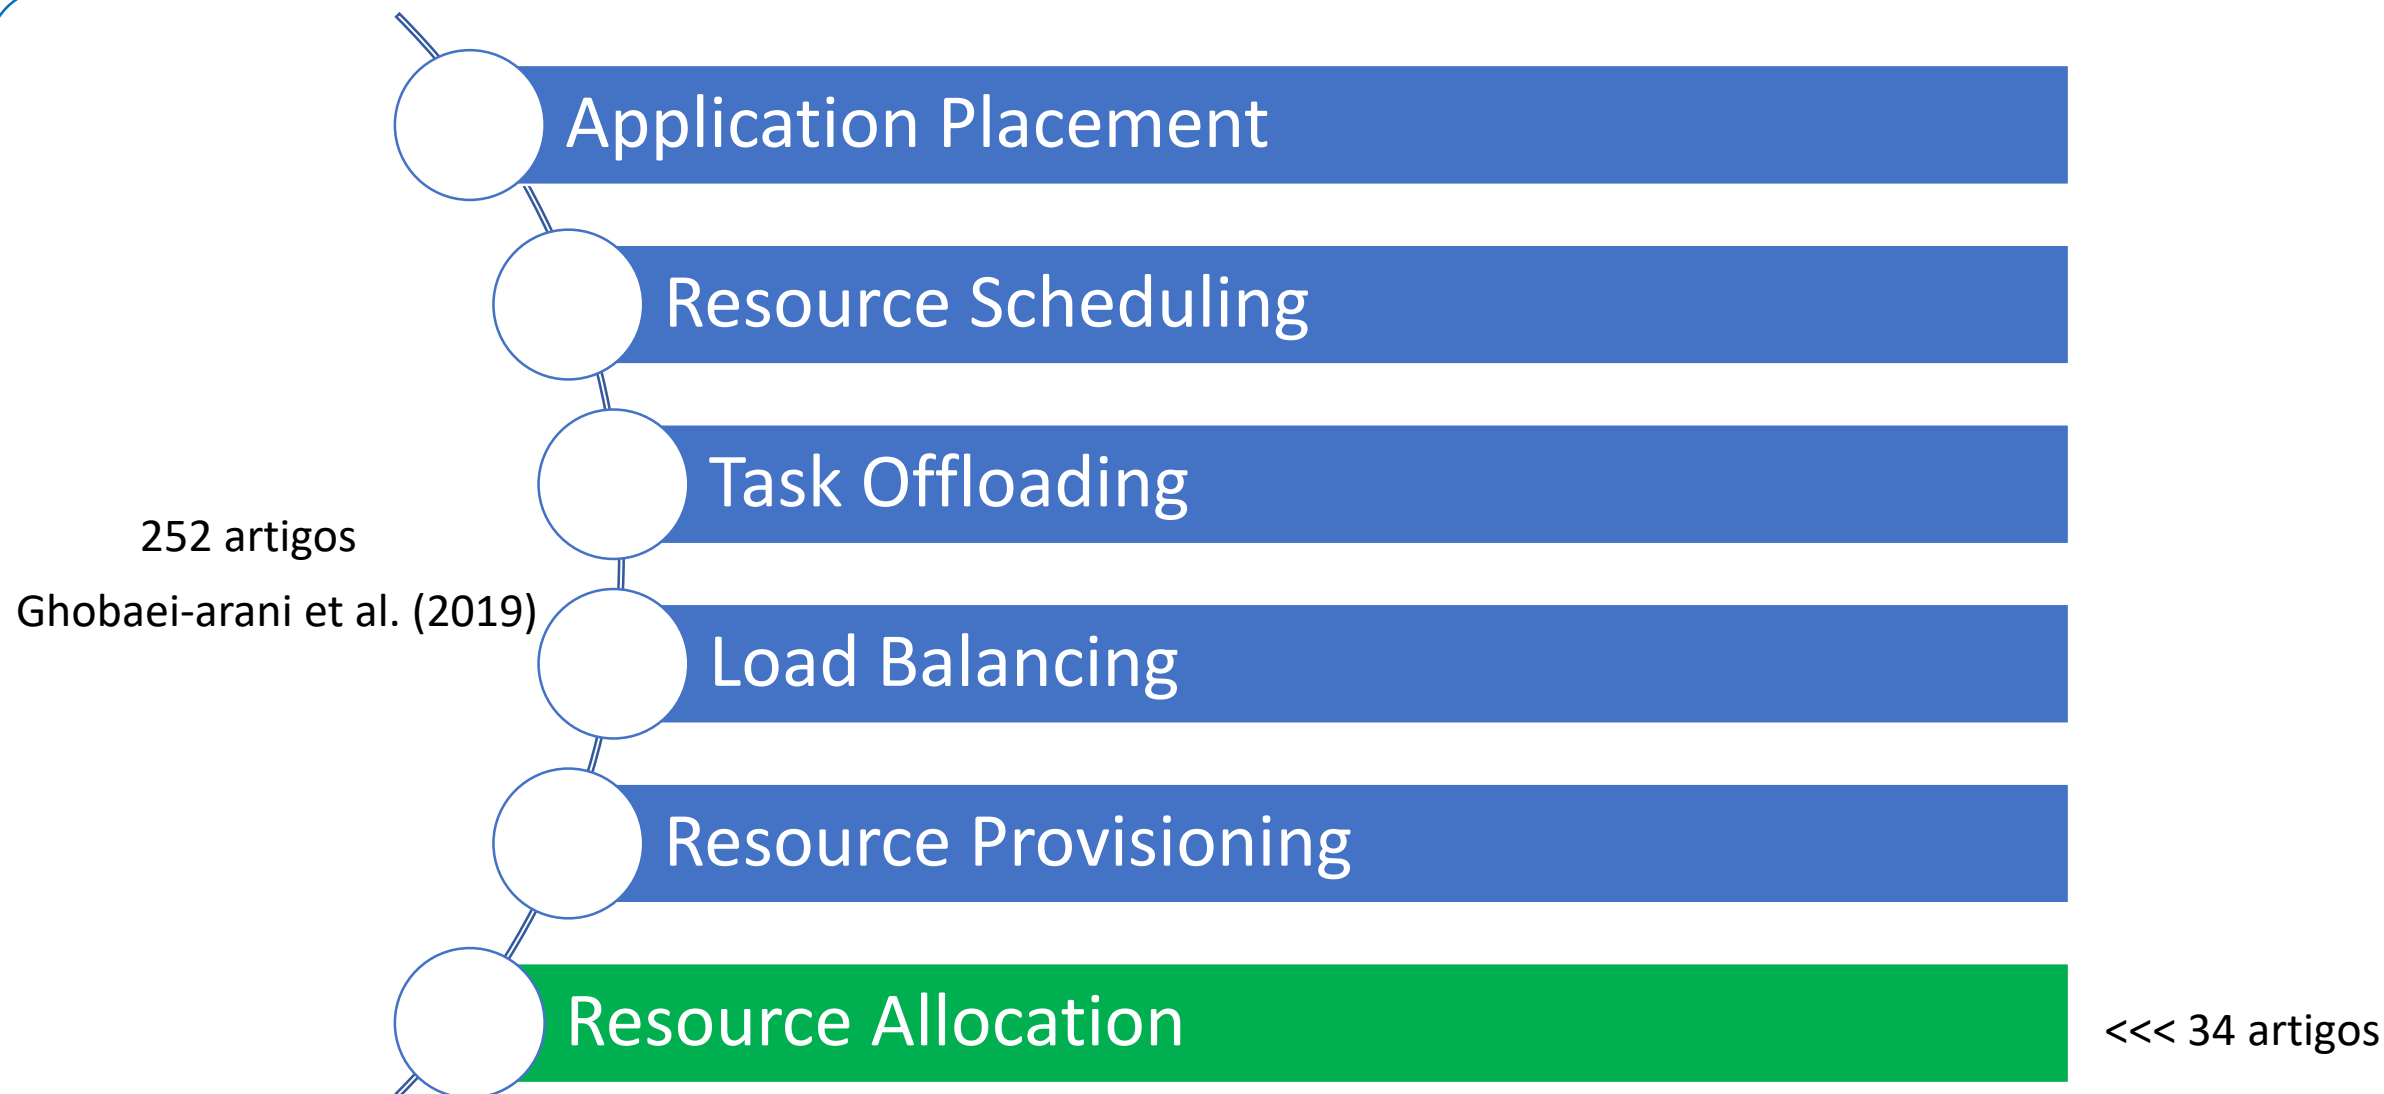 Application Placement
Resource Scheduling
Task Offloading
252 artigos
Ghobaei-arani et al. (2019)
Load Balancing
Resource Provisioning
Resource Allocation
<<< 34 artigos